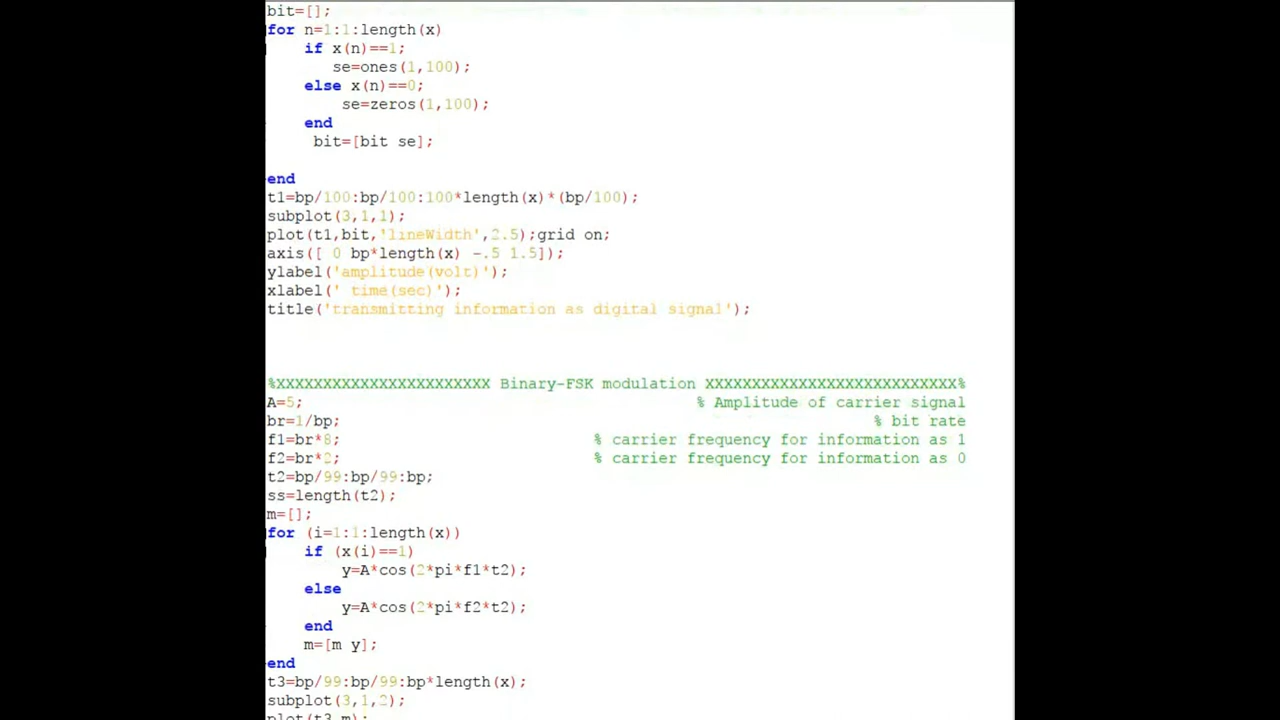 bit=[];
for n=1:1:length(x)
    if x(n)==1;
       se=ones(1,100);
    else x(n)==0;
        se=zeros(1,100);
    end
     bit=[bit se];
end
t1=bp/100:bp/100:100*length(x)*(bp/100);
subplot(3,1,1);
plot(t1,bit,'lineWidth',2.5);grid on;
axis([ 0 bp*length(x) -.5 1.5]);
ylabel('amplitude(volt)');
xlabel(' time(sec)');
title('transmitting information as digital signal');
%XXXXXXXXXXXXXXXXXXXXXXX Binary-FSK modulation XXXXXXXXXXXXXXXXXXXXXXXXXXX%
A=5; % Amplitude of carrier signal
br=1/bp; % bit rate
f1=br*8; % carrier frequency for information as 1
f2=br*2; % carrier frequency for information as 0
t2=bp/99:bp/99:bp;
ss=length(t2);
m=[];
for (i=1:1:length(x))
    if (x(i)==1)
        y=A*cos(2*pi*f1*t2);
    else
        y=A*cos(2*pi*f2*t2);
    end
    m=[m y];
end
t3=bp/99:bp/99:bp*length(x);
subplot(3,1,2);
plot(t3,m);